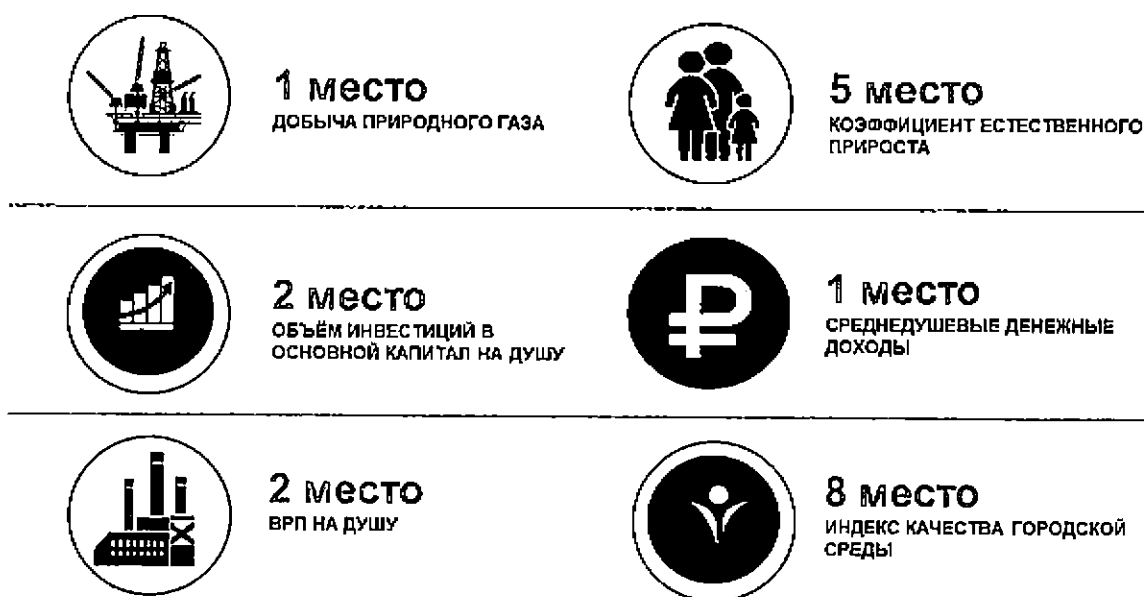 1 место
ДОБЫЧА ПРИРОДНОГО ГАЗА
5 место
КОЭФФИЦИЕНТ ЕСТЕСТВЕННОГО
ПРИРОСТА
2 место
ОБЪЁМ ИНВЕСТИЦИЙ В
ОСНОВНОЙ КАПИТАЛ НА ДУШУ
1 место
СРЕДНЕДУШЕВЫЕ ДЕНЕЖНЫЕ
ДОХОДЫ
2 место
ВРП НА ДУШУ
8 место
ИНДЕКС КАЧЕСТВА ГОРОДСКОЙ
СРЕДЫ